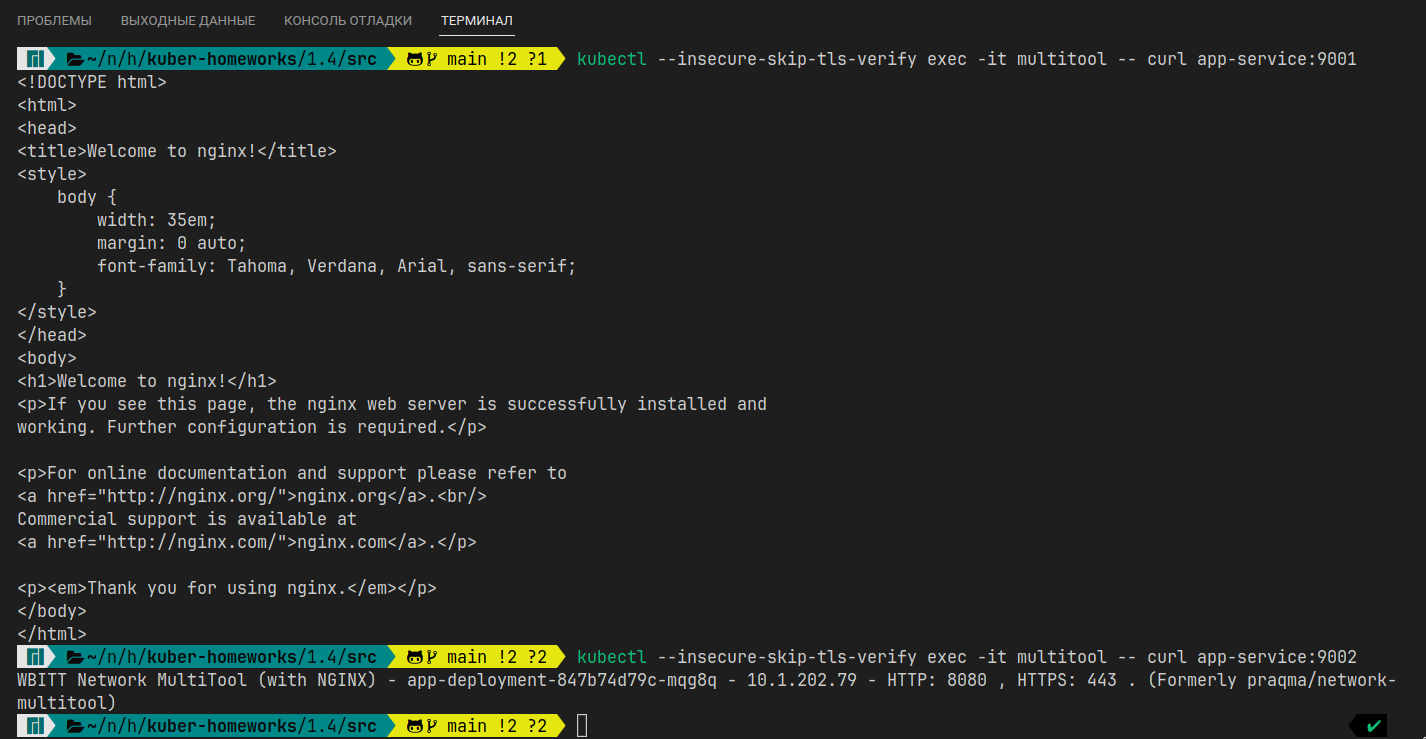 ПРОБЛЕМЫ ВЫХОДНЫЕ ДАННЫЕ КОНСОЛЬ ОТЛАДКИ ТЕРМИНАЛ
~/n/h/kuber-homeworks/1.4/src main !2 ?1 kubectl --insecure-skip-tls-verify exec -it multitool -- curl app-service:9001
<!DOCTYPE html>
<html>
<head>
<title>Welcome to nginx!</title>
<style>
    body {
        width: 35em;
        margin: 0 auto;
        font-family: Tahoma, Verdana, Arial, sans-serif;
    }
</style>
</head>
<body>
<h1>Welcome to nginx!</h1>
<p>If you see this page, the nginx web server is successfully installed and
working. Further configuration is required.</p>

<p>For online documentation and support please refer to
<a href="http://nginx.org/">nginx.org</a>.<br/>
Commercial support is available at
<a href="http://nginx.com/">nginx.com</a>.</p>

<p><em>Thank you for using nginx.</em></p>
</body>
</html>
~/n/h/kuber-homeworks/1.4/src main !2 ?2 kubectl --insecure-skip-tls-verify exec -it multitool -- curl app-service:9002
WBITT Network MultiTool (with NGINX) - app-deployment-847b74d79c-mqg8q - 10.1.202.79 - HTTP: 8080 , HTTPS: 443 . (Formerly praqma/network-
multitool)
~/n/h/kuber-homeworks/1.4/src main !2 ?2 ✔